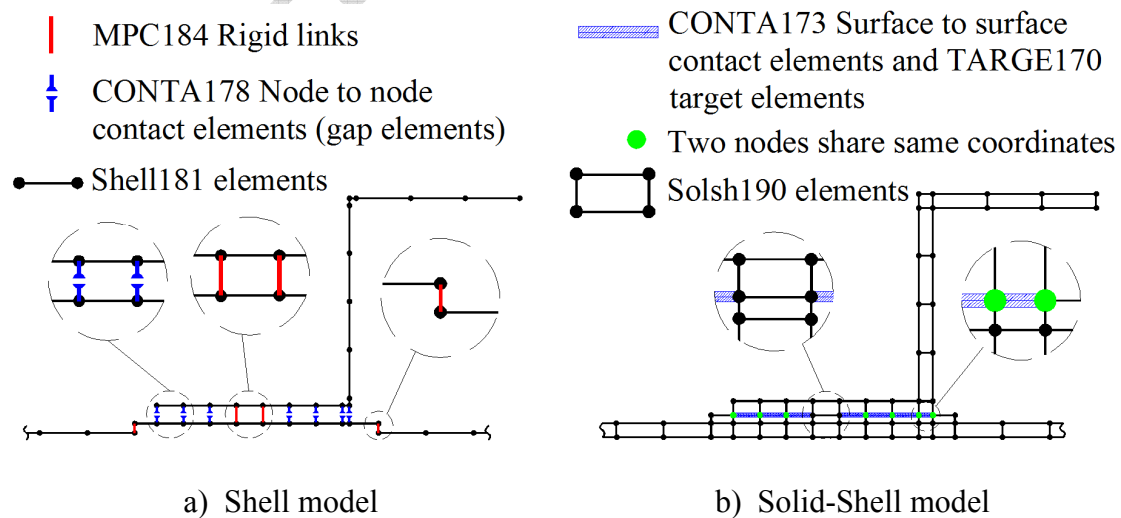 MPC184 Rigid links
CONTA178 Node to node
contact elements (gap elements)
Shell181 elements
a) Shell model
CONTA173 Surface to surface
contact elements and TARGE170
target elements
Two nodes share same coordinates
Solsh190 elements
b) Solid-Shell model